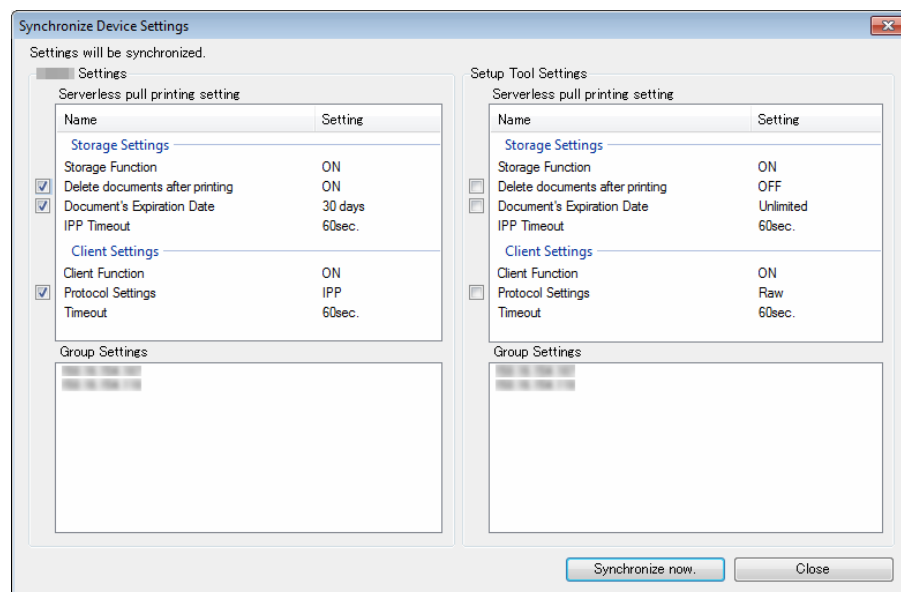 Synchronize Device Settings
Settings will be synchronized.
Settings
Serverless pull printing setting
Name Setting
Storage Settings
Storage Function ON
Delete documents after printing ON
Document's Expiration Date 30 days
IPP Timeout 60sec.
Client Settings
Client Function ON
Protocol Settings IPP
Timeout 60sec.
Group Settings
Setup Tool Settings
Serverless pull printing setting
Name Setting
Storage Settings
Storage Function ON
Delete documents after printing OFF
Document's Expiration Date Unlimited
IPP Timeout 60sec.
Client Settings
Client Function ON
Protocol Settings Raw
Timeout 60sec.
Group Settings
Synchronize now. Close